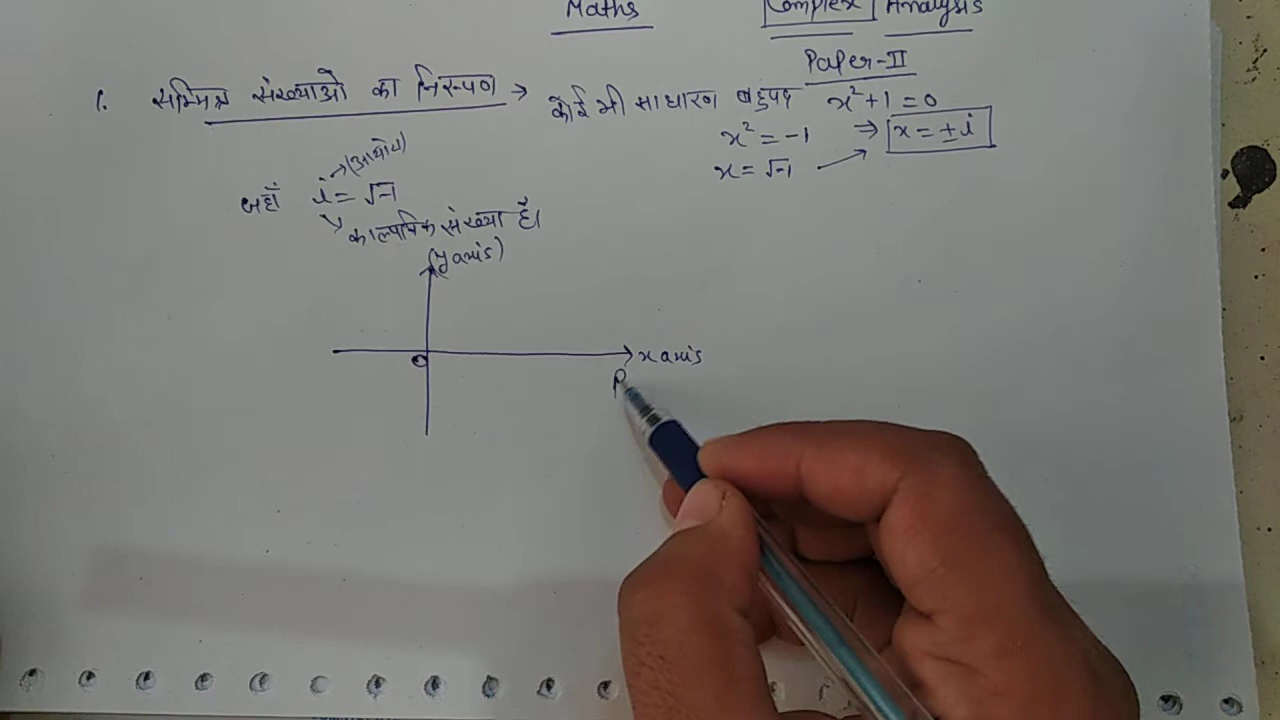 Maths Complex Analysis
Paper-II
1. सम्मिश्र संख्याओ का निरूपण → कोई भी साधारण बहुपद x²+1=0
x²=-1 ⇒ x=±i
x=√-1
जहाँ i=√-1
काल्पनिक संख्या है।
(y axis)
x axis
O
P